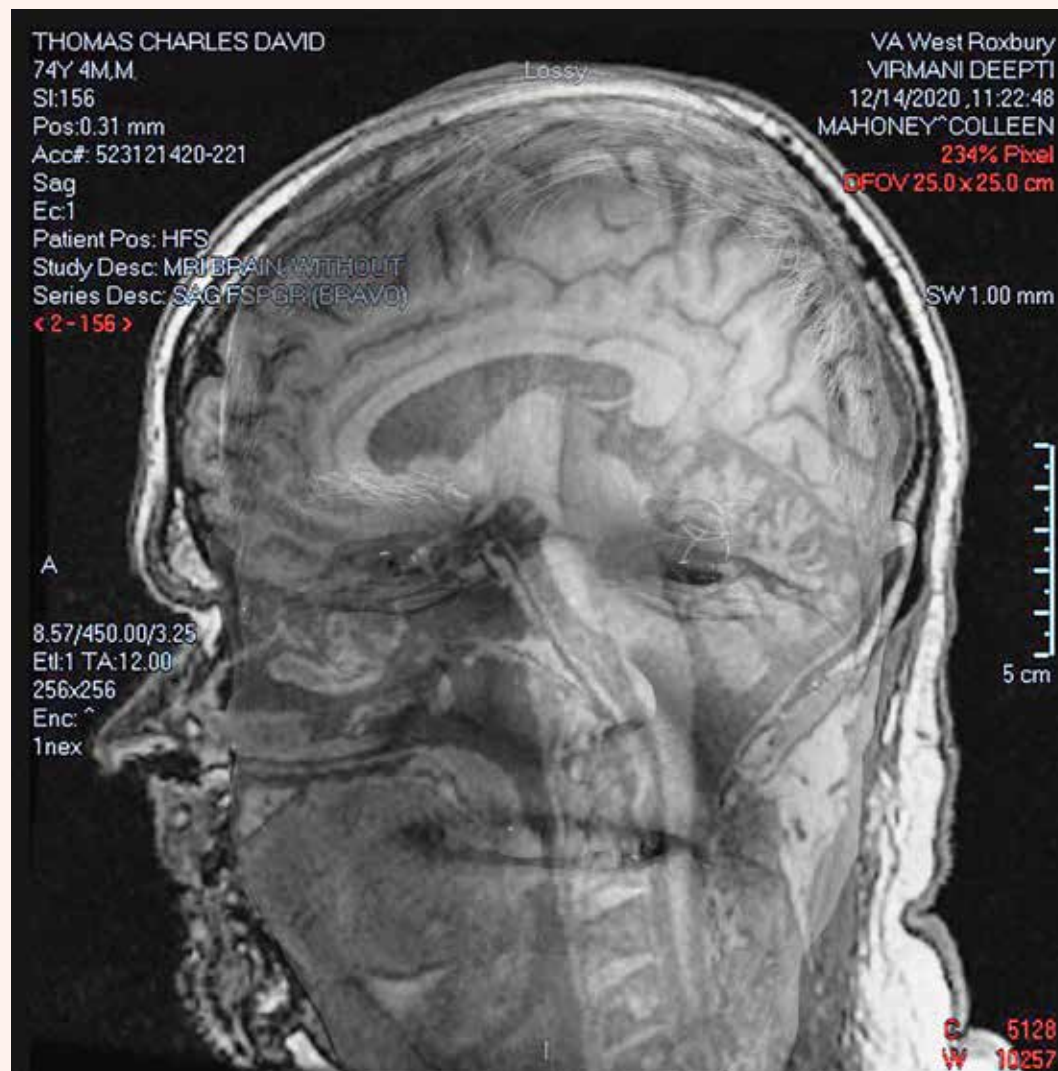 THOMAS CHARLES DAVID
74Y 4M,M.
SI:156
Pos:0.31 mm
Acc#: 523121420-221
Sag
Ec:1
Patient Pos: HFS
Study Desc: MRI BRAIN, WITHOUT
Series Desc: SAG FSPGR (BRAVO)
< 2 - 156 >
Lossy
VA West Roxbury
VIRMANI DEEPTI
12/14/2020 ,11:22:48
MAHONEY^COLLEEN
234% Pixel
DFOV 25.0 x 25.0 cm
SW 1.00 mm
A
8.57/450.00/3.25
Etl:1 TA:12.00
256x256
Enc: ^
1nex
5 cm
I
C 5128
W 10257